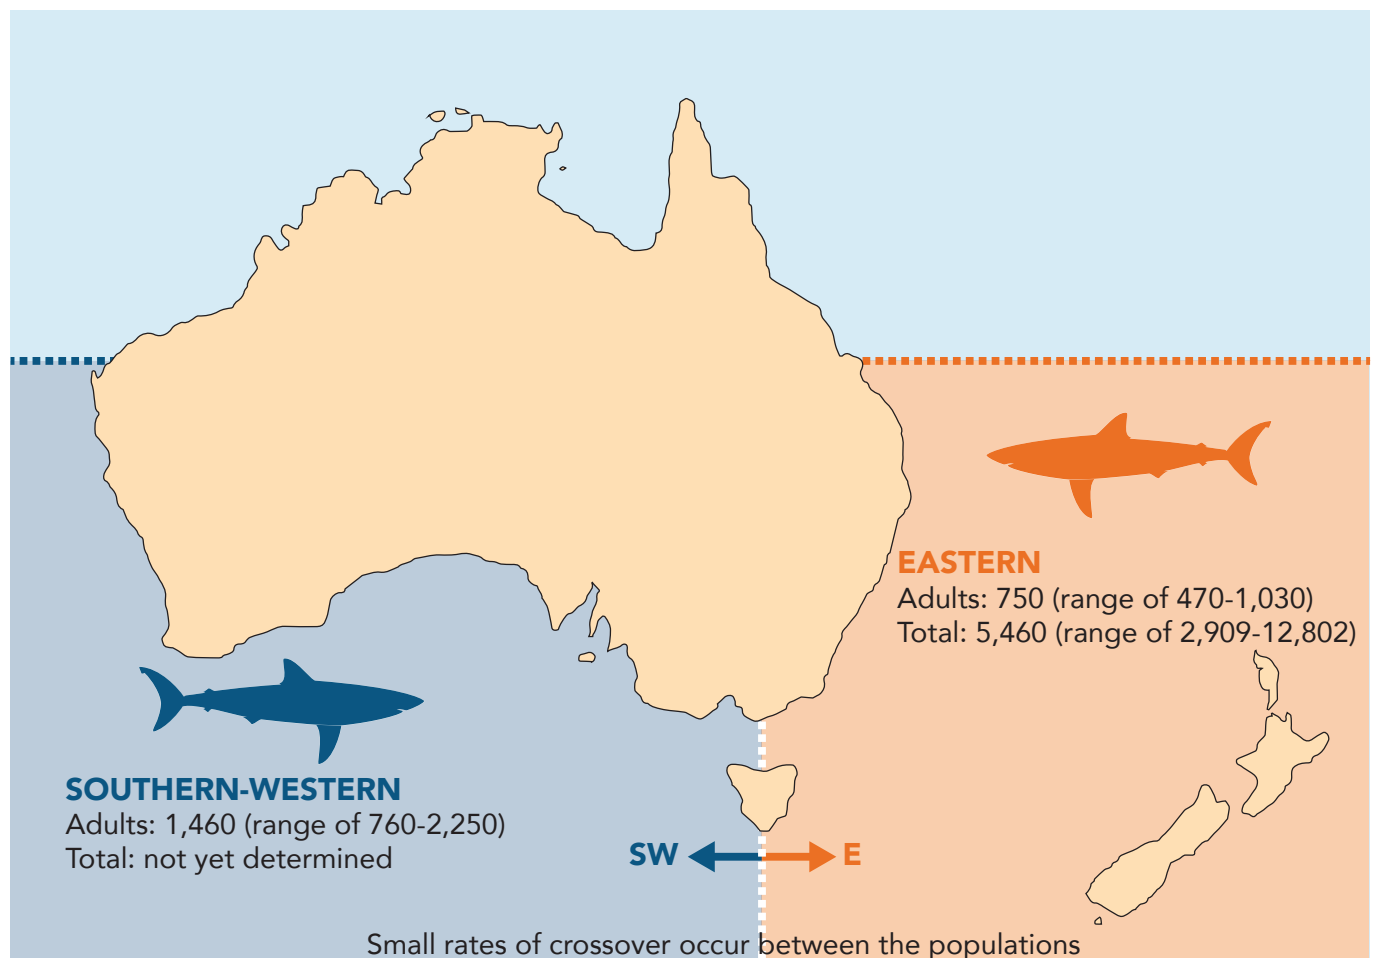 EASTERN
Adults: 750 (range of 470-1,030)
Total: 5,460 (range of 2,909-12,802)
SOUTHERN-WESTERN
Adults: 1,460 (range of 760-2,250)
Total: not yet determined
SW E
Small rates of crossover occur between the populations